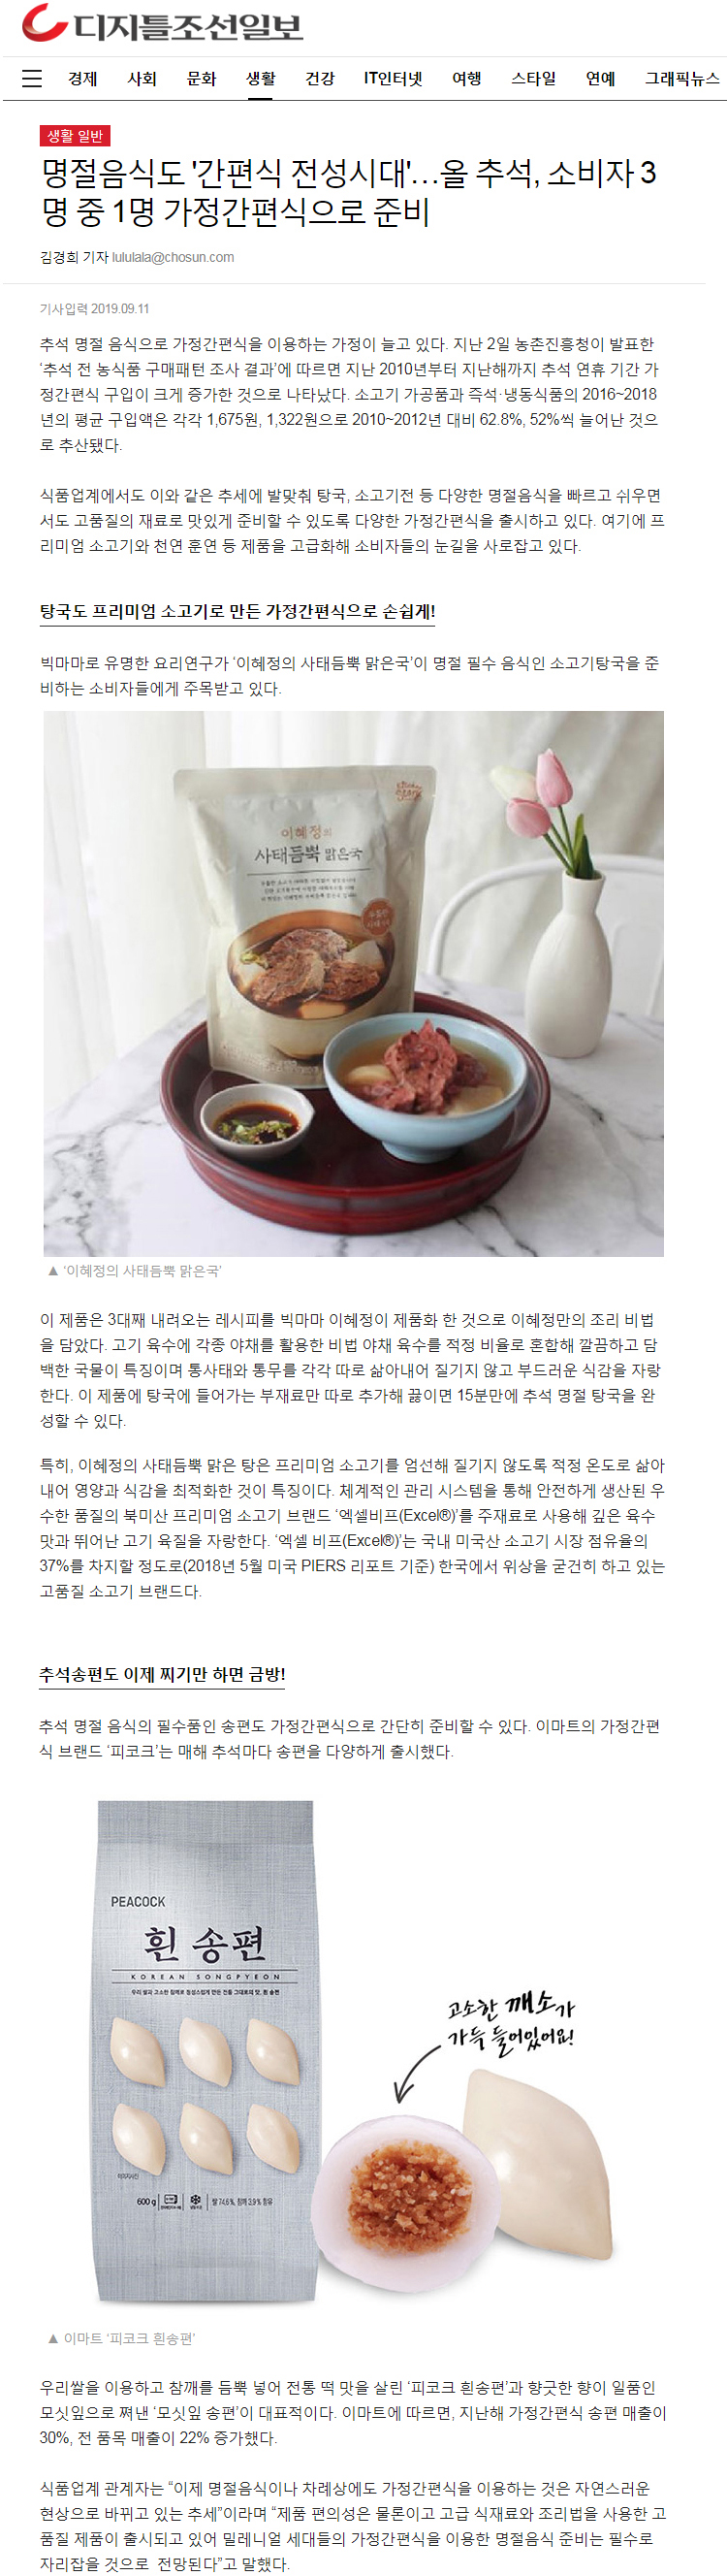 디지틀조선일보
경제 사회 문화 생활 건강 IT인터넷 여행 스타일 연예 그래픽뉴스
생활 일반
명절음식도 '간편식 전성시대'…올 추석, 소비자 3
명 중 1명 가정간편식으로 준비
김경희 기자 lululala@chosun.com
기사입력 2019.09.11
추석 명절 음식으로 가정간편식을 이용하는 가정이 늘고 있다. 지난 2일 농촌진흥청이 발표한
‘추석 전 농식품 구매패턴 조사 결과’에 따르면 지난 2010년부터 지난해까지 추석 연휴 기간 가
정간편식 구입이 크게 증가한 것으로 나타났다. 소고기 가공품과 즉석·냉동식품의 2016~2018
년의 평균 구입액은 각각 1,675원, 1,322원으로 2010~2012년 대비 62.8%, 52%씩 늘어난 것으
로 추산됐다.
식품업계에서도 이와 같은 추세에 발맞춰 탕국, 소고기전 등 다양한 명절음식을 빠르고 쉬우면
서도 고품질의 재료로 맛있게 준비할 수 있도록 다양한 가정간편식을 출시하고 있다. 여기에 프
리미엄 소고기와 천연 훈연 등 제품을 고급화해 소비자들의 눈길을 사로잡고 있다.
탕국도 프리미엄 소고기로 만든 가정간편식으로 손쉽게!
빅마마로 유명한 요리연구가 ‘이혜정의 사태듬뿍 맑은국’이 명절 필수 음식인 소고기탕국을 준
비하는 소비자들에게 주목받고 있다.
이혜정의
사태듬뿍 맑은국
▲ ‘이혜정의 사태듬뿍 맑은국’
이 제품은 3대째 내려오는 레시피를 빅마마 이혜정이 제품화 한 것으로 이혜정만의 조리 비법
을 담았다. 고기 육수에 각종 야채를 활용한 비법 야채 육수를 적정 비율로 혼합해 깔끔하고 담
백한 국물이 특징이며 통사태와 통무를 각각 따로 삶아내어 질기지 않고 부드러운 식감을 자랑
한다. 이 제품에 탕국에 들어가는 부재료만 따로 추가해 끓이면 15분만에 추석 명절 탕국을 완
성할 수 있다.
특히, 이혜정의 사태듬뿍 맑은 탕은 프리미엄 소고기를 엄선해 질기지 않도록 적정 온도로 삶아
내어 영양과 식감을 최적화한 것이 특징이다. 체계적인 관리 시스템을 통해 안전하게 생산된 우
수한 품질의 북미산 프리미엄 소고기 브랜드 ‘엑셀비프(Excel®)’를 주재료로 사용해 깊은 육수
맛과 뛰어난 고기 육질을 자랑한다. ‘엑셀 비프(Excel®)’는 국내 미국산 소고기 시장 점유율의
37%를 차지할 정도로(2018년 5월 미국 PIERS 리포트 기준) 한국에서 위상을 굳건히 하고 있는
고품질 소고기 브랜드다.
추석송편도 이제 찌기만 하면 금방!
추석 명절 음식의 필수품인 송편도 가정간편식으로 간단히 준비할 수 있다. 이마트의 가정간편
식 브랜드 ‘피코크’는 매해 추석마다 송편을 다양하게 출시했다.
PEACOCK
흰 송편
KOREAN SONGPYEON
우리 쌀과 고소한 참깨로 정성스럽게 만든 전통 그대로의 맛, 흰 송편
고소한 깨소가
가득 들어있어요!
이미지사진
600 g 쌀 74.6%, 참깨 3.9% 함유
▲ 이마트 ‘피코크 흰송편’
우리쌀을 이용하고 참깨를 듬뿍 넣어 전통 떡 맛을 살린 ‘피코크 흰송편’과 향긋한 향이 일품인
모싯잎으로 쪄낸 ‘모싯잎 송편’이 대표적이다. 이마트에 따르면, 지난해 가정간편식 송편 매출이
30%, 전 품목 매출이 22% 증가했다.
식품업계 관계자는 “이제 명절음식이나 차례상에도 가정간편식을 이용하는 것은 자연스러운
현상으로 바뀌고 있는 추세”이라며 “제품 편의성은 물론이고 고급 식재료와 조리법을 사용한 고
품질 제품이 출시되고 있어 밀레니얼 세대들의 가정간편식을 이용한 명절음식 준비는 필수로
자리잡을 것으로 전망된다”고 말했다.